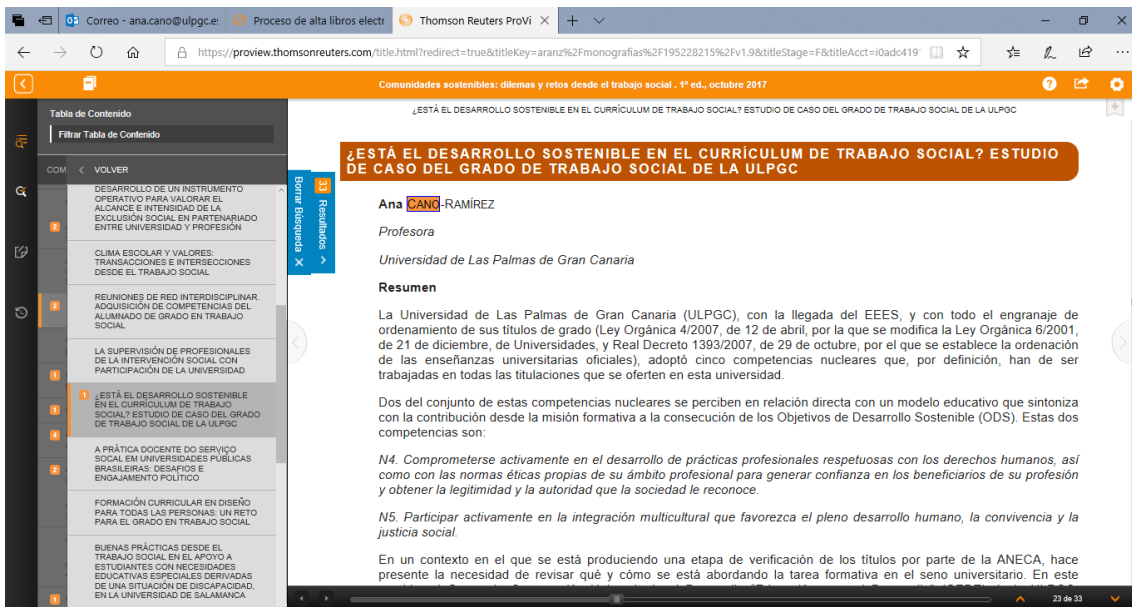 Correo - ana.cano@ulpgc.e
Proceso de alta libros electr
Thomson Reuters ProVi
https://proview.thomsonreuters.com/title.html?redirect=true&titleKey=aranz%2Fmonografias%2F195228215%2Fv1.9&titleStage=F&titleAcct=i0adc419
Comunidades sostenibles: dilemas y retos desde el trabajo social . 1ª ed., octubre 2017
Tabla de Contenido
Filtrar Tabla de Contenido
COM
VOLVER
DESARROLLO DE UN INSTRUMENTO
OPERATIVO PARA VALORAR EL
ALCANCE E INTENSIDAD DE LA
EXCLUSIÓN SOCIAL EN PARTENARIADO
ENTRE UNIVERSIDAD Y PROFESIÓN
2
CLIMA ESCOLAR Y VALORES:
TRANSACCIONES E INTERSECCIONES
DESDE EL TRABAJO SOCIAL
REUNIONES DE RED INTERDISCIPLINAR.
ADQUISICIÓN DE COMPETENCIAS DEL
ALUMNADO DE GRADO EN TRABAJO
SOCIAL
2
LA SUPERVISIÓN DE PROFESIONALES
DE LA INTERVENCIÓN SOCIAL CON
PARTICIPACIÓN DE LA UNIVERSIDAD
1
1 ¿ESTÁ EL DESARROLLO SOSTENIBLE
EN EL CURRÍCULUM DE TRABAJO
SOCIAL? ESTUDIO DE CASO DEL GRADO
DE TRABAJO SOCIAL DE LA ULPGC
1
4
A PRÁTICA DOCENTE DO SERVIÇO
SOCAL EM UNIVERSIDADES PÚBLICAS
BRASILEIRAS: DESAFIOS E
ENGAJAMENTO POLÍTICO
2
FORMACIÓN CURRICULAR EN DISEÑO
PARA TODAS LAS PERSONAS: UN RETO
PARA EL GRADO EN TRABAJO SOCIAL
BUENAS PRÁCTICAS DESDE EL
TRABAJO SOCIAL EN EL APOYO A
ESTUDIANTES CON NECESIDADES
EDUCATIVAS ESPECIALES DERIVADAS
DE UNA SITUACIÓN DE DISCAPACIDAD,
EN LA UNIVERSIDAD DE SALAMANCA
1
33 Resultados
Borrar Búsqueda
¿ESTÁ EL DESARROLLO SOSTENIBLE EN EL CURRÍCULUM DE TRABAJO SOCIAL? ESTUDIO DE CASO DEL GRADO DE TRABAJO SOCIAL DE LA ULPGC
¿ESTÁ EL DESARROLLO SOSTENIBLE EN EL CURRÍCULUM DE TRABAJO SOCIAL? ESTUDIO
DE CASO DEL GRADO DE TRABAJO SOCIAL DE LA ULPGC
Ana CANO-RAMÍREZ
Profesora
Universidad de Las Palmas de Gran Canaria
Resumen
La Universidad de Las Palmas de Gran Canaria (ULPGC), con la llegada del EEES, y con todo el engranaje de
ordenamiento de sus títulos de grado (Ley Orgánica 4/2007, de 12 de abril, por la que se modifica la Ley Orgánica 6/2001,
de 21 de diciembre, de Universidades, y Real Decreto 1393/2007, de 29 de octubre, por el que se establece la ordenación
de las enseñanzas universitarias oficiales), adoptó cinco competencias nucleares que, por definición, han de ser
trabajadas en todas las titulaciones que se oferten en esta universidad.
Dos del conjunto de estas competencias nucleares se perciben en relación directa con un modelo educativo que sintoniza
con la contribución desde la misión formativa a la consecución de los Objetivos de Desarrollo Sostenible (ODS). Estas dos
competencias son:
N4. Comprometerse activamente en el desarrollo de prácticas profesionales respetuosas con los derechos humanos, así
como con las normas éticas propias de su ámbito profesional para generar confianza en los beneficiarios de su profesión
y obtener la legitimidad y la autoridad que la sociedad le reconoce.
N5. Participar activamente en la integración multicultural que favorezca el pleno desarrollo humano, la convivencia y la
justicia social.
En un contexto en el que se está produciendo una etapa de verificación de los títulos por parte de la ANECA, hace
presente la necesidad de revisar qué y cómo se está abordando la tarea formativa en el seno universitario. En este
23 de 33